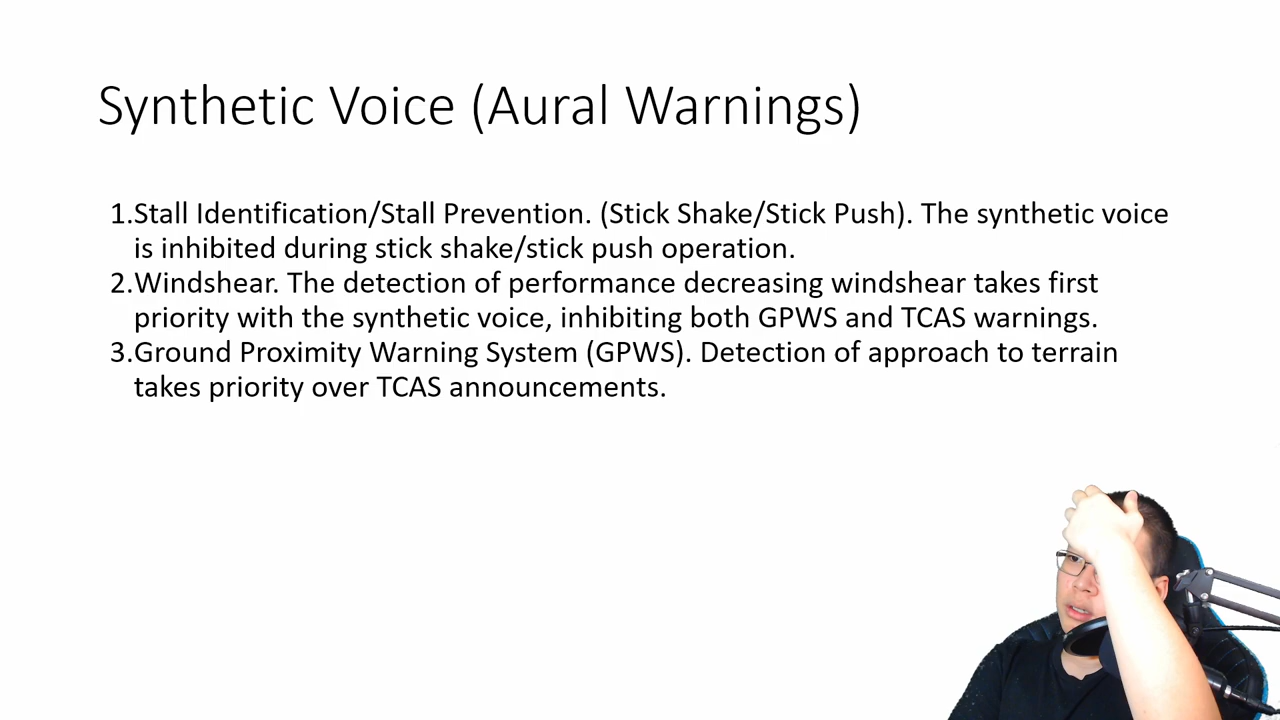 Synthetic Voice (Aural Warnings)
1.Stall Identification/Stall Prevention. (Stick Shake/Stick Push). The synthetic voice
is inhibited during stick shake/stick push operation.
2.Windshear. The detection of performance decreasing windshear takes first
priority with the synthetic voice, inhibiting both GPWS and TCAS warnings.
3.Ground Proximity Warning System (GPWS). Detection of approach to terrain
takes priority over TCAS announcements.